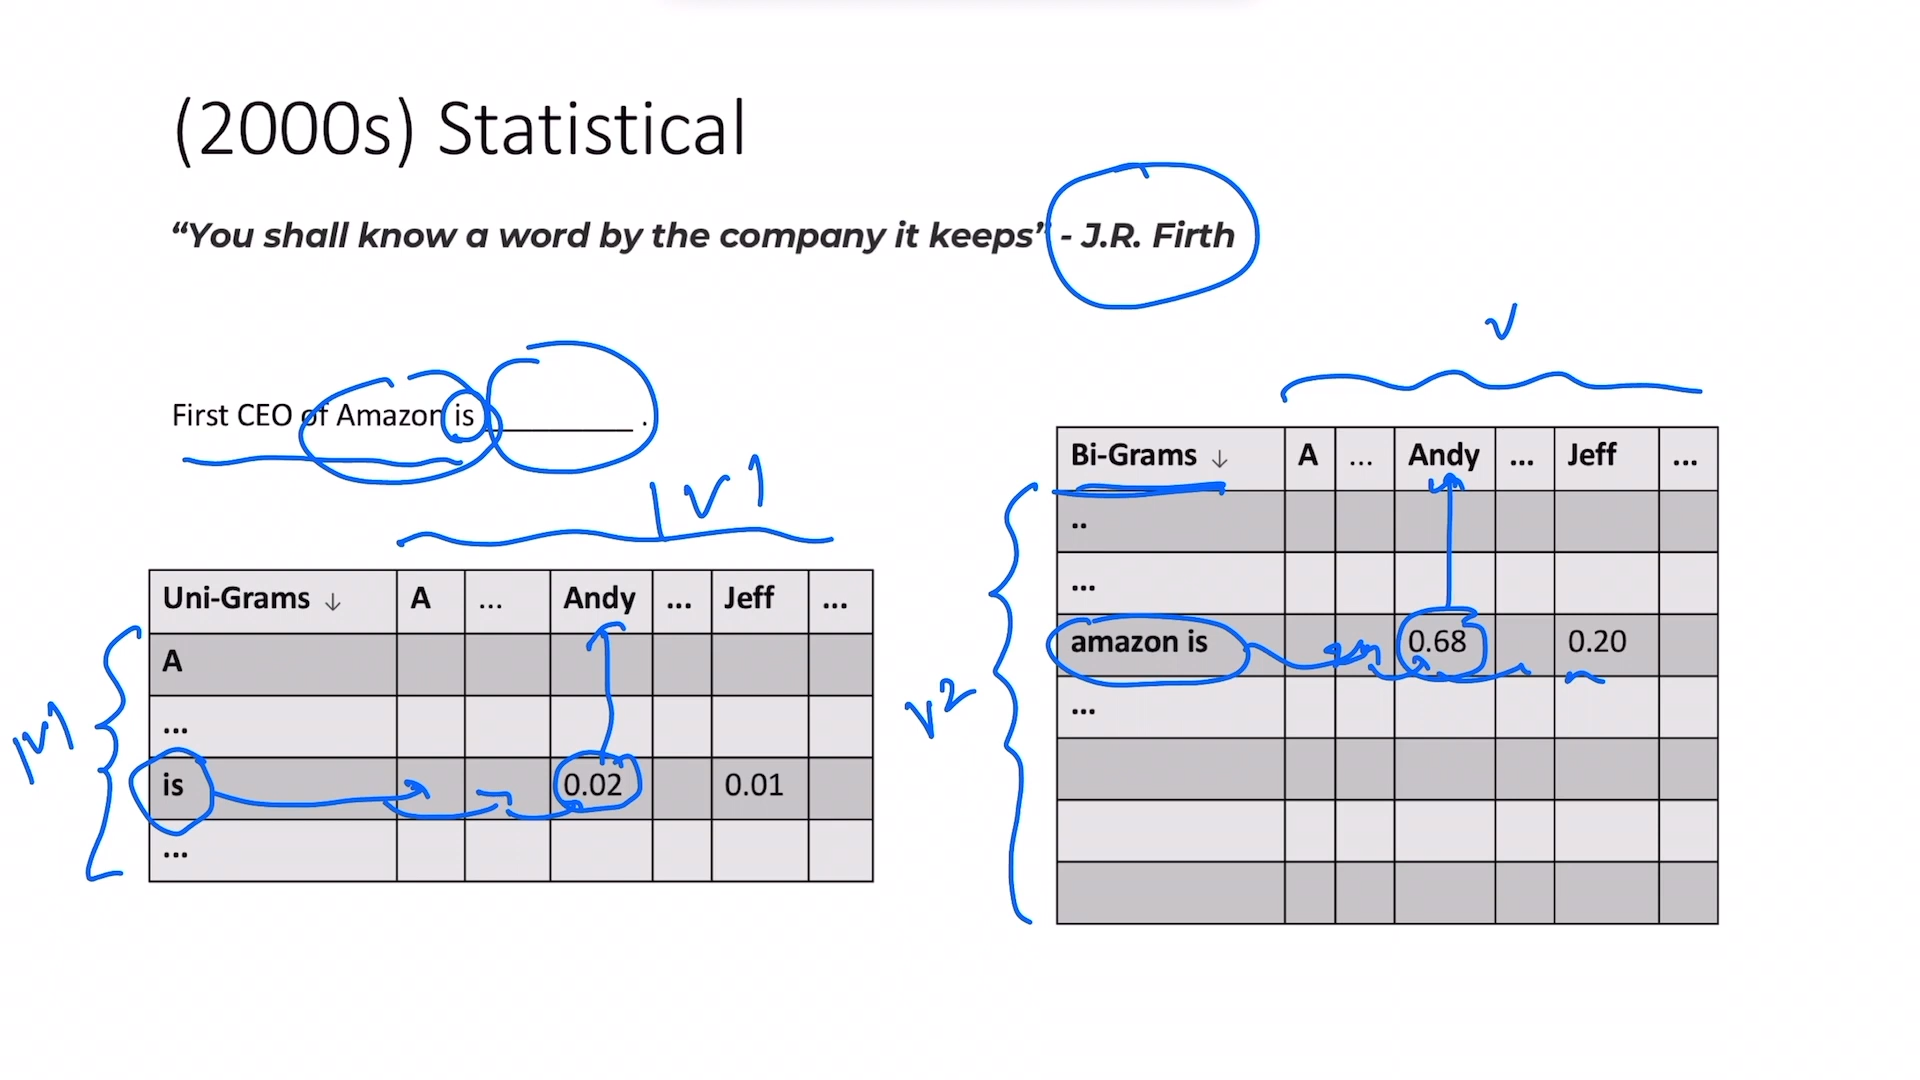 (2000s) Statistical
“You shall know a word by the company it keeps” - J.R. Firth
First CEO of Amazon is __________ .
|V|
Uni-Grams ↓ A ... Andy ... Jeff ...
A
...
is 0.02 0.01
...
|V|
V
Bi-Grams ↓ A ... Andy ... Jeff ...
..
...
amazon is 0.68 0.20
...
V2